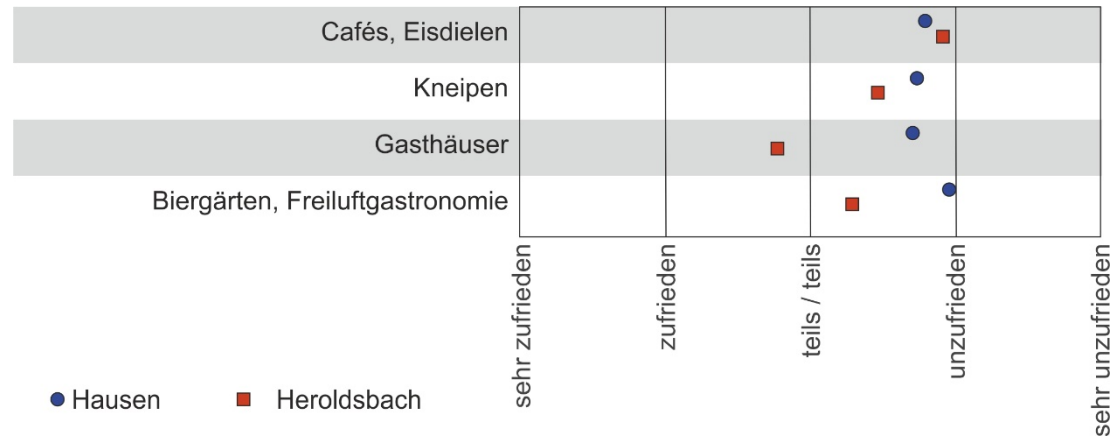 Cafés, Eisdielen
Kneipen
Gasthäuser
Biergärten, Freiluftgastronomie
sehr zufrieden
zufrieden
teils / teils
unzufrieden
sehr unzufrieden
Hausen
Heroldsbach